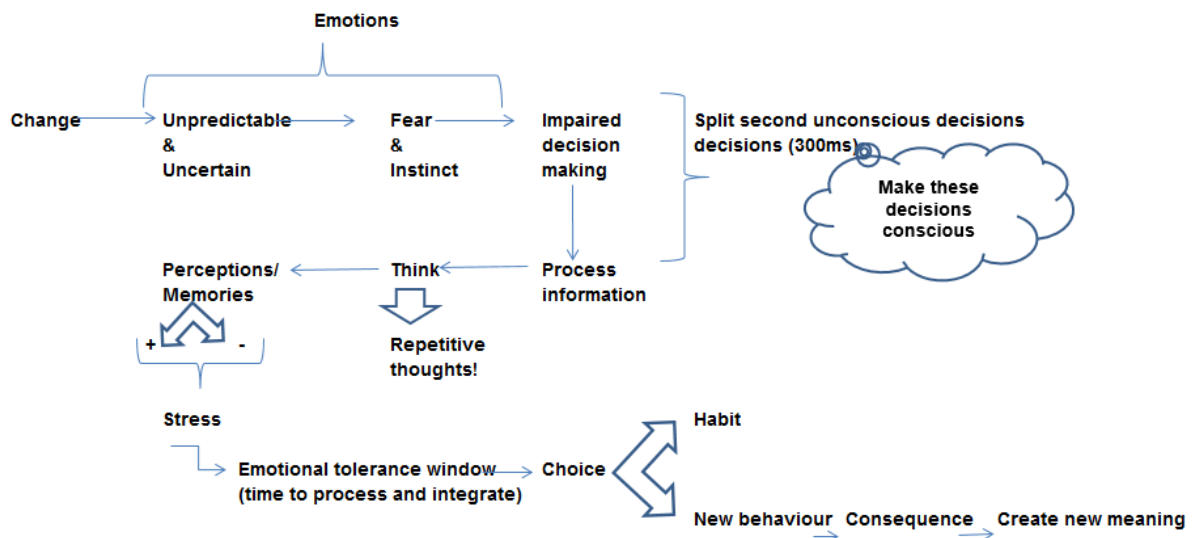 Emotions
Change
Unpredictable
&
Uncertain
Fear
&
Instinct
Impaired
decision
making
Split second unconscious decisions
decisions (300ms)
Make these
decisions
conscious
Perceptions/
Memories
Think
Process
information
+
-
Repetitive
thoughts!
Stress
Habit
Emotional tolerance window
(time to process and integrate)
Choice
New behaviour
Consequence
Create new meaning